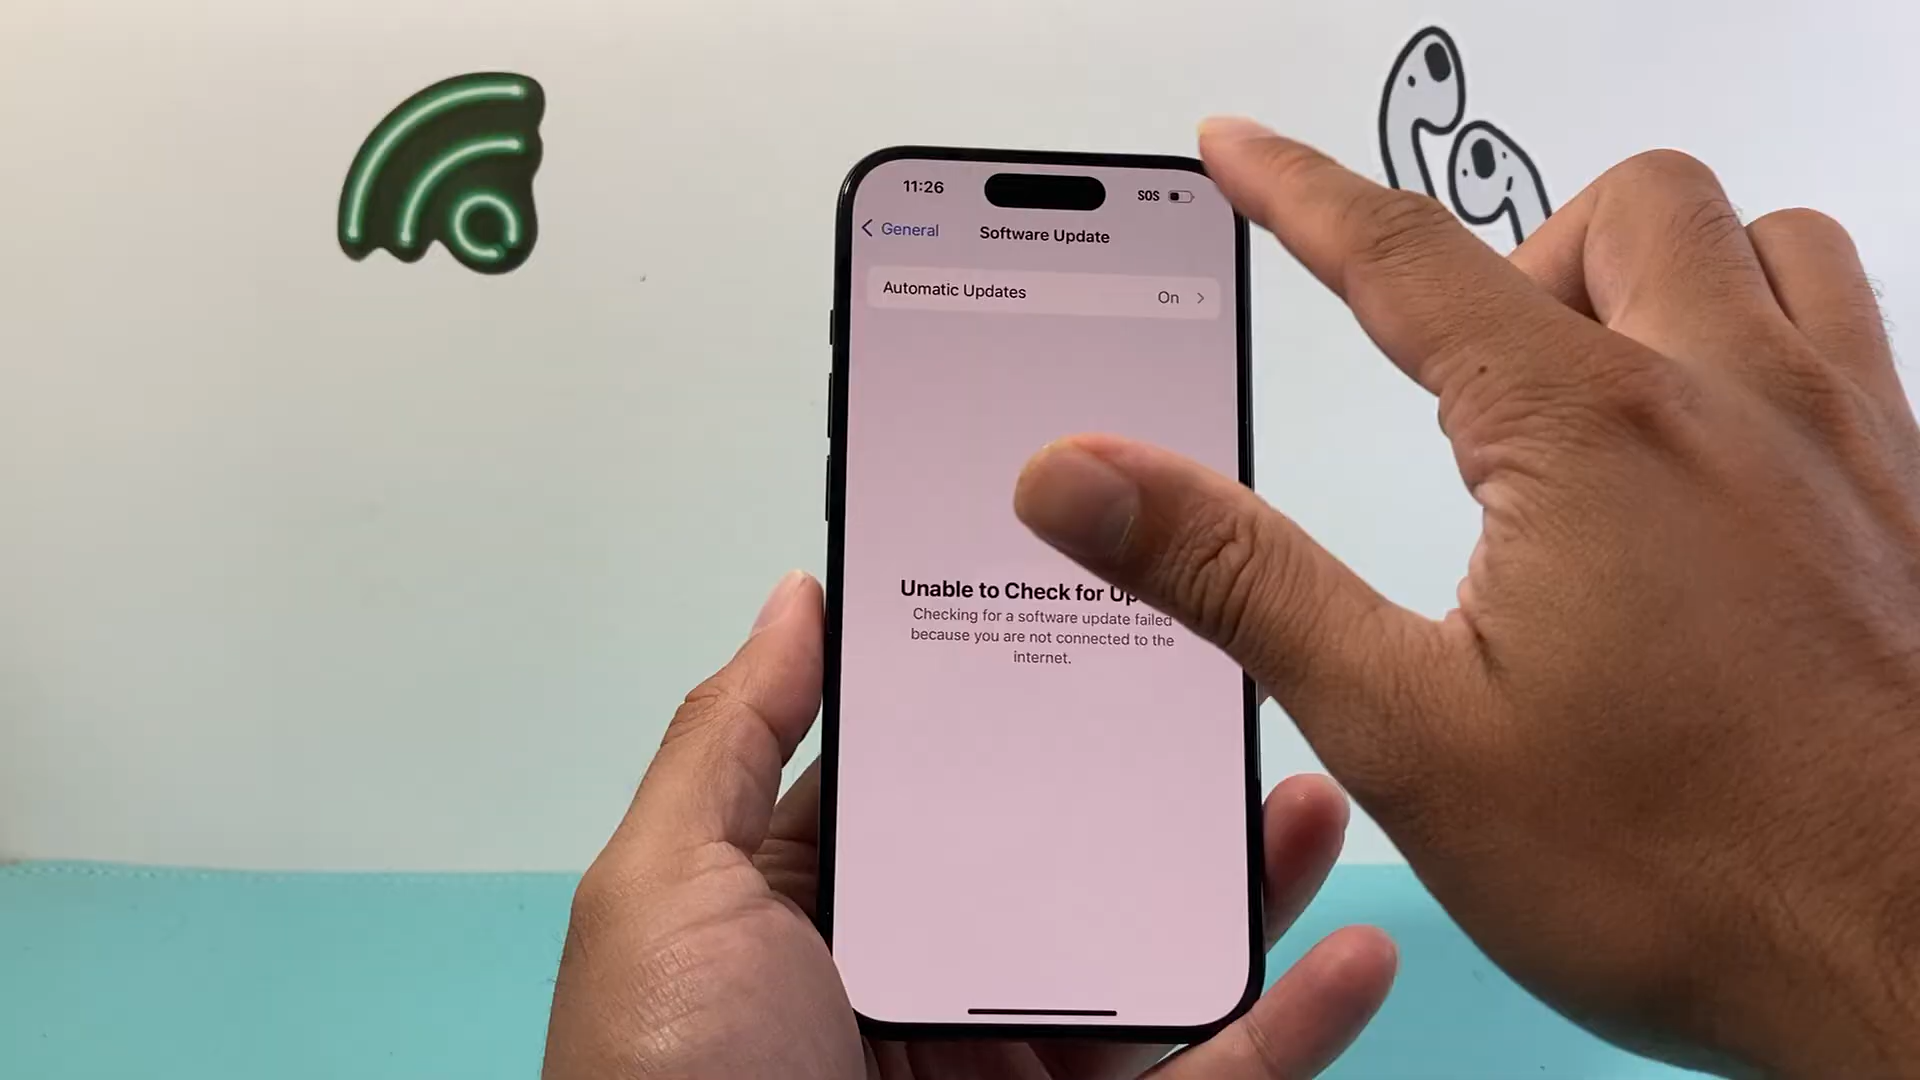 11:26
SOS
General
Software Update
Automatic Updates
On
Unable to Check for
Checking for a software update failed
because you are not connected to the
internet.